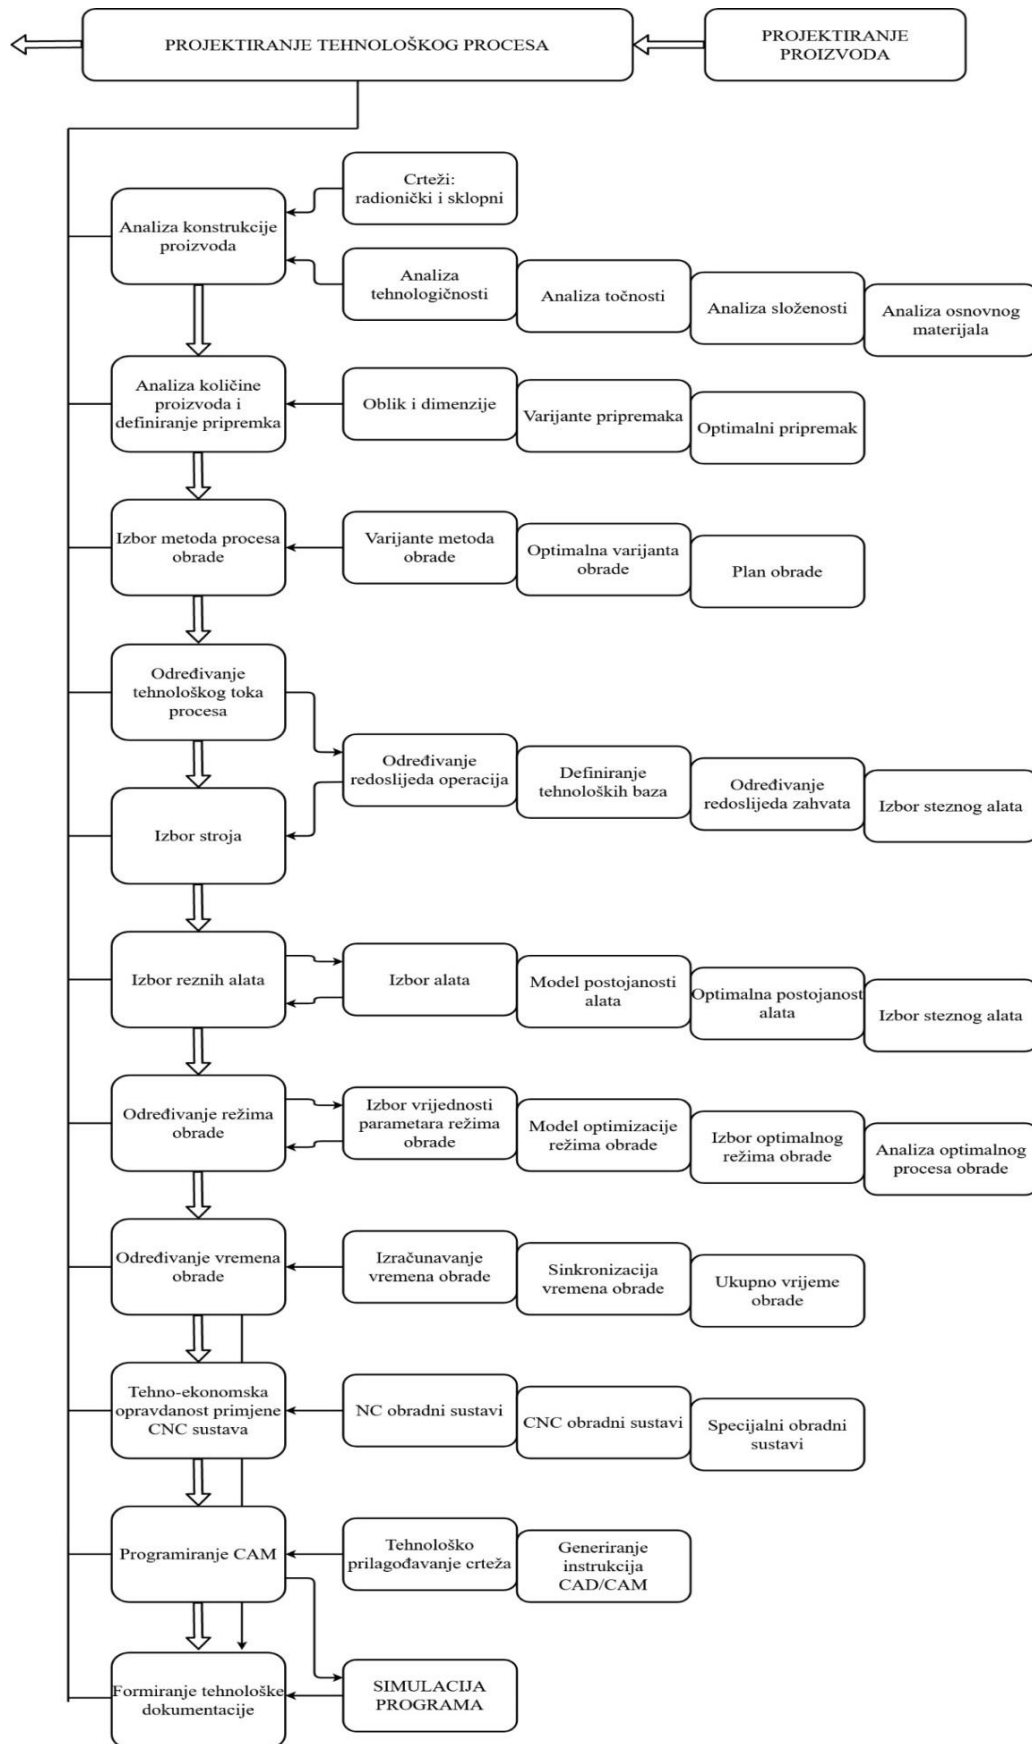 PROJEKTIRANJE TEHNOLOŠKOG PROCESA
PROJEKTIRANJE
PROIZVODA
Crteži:
radionički i sklopni
Analiza konstrukcije
proizvoda
Analiza
tehnologičnosti
Analiza točnosti
Analiza složenosti
Analiza osnovnog
materijala
Analiza količine
proizvoda i
definiranje pripremka
Oblik i dimenzije
Varijante pripremaka
Optimalni pripremak
Izbor metoda procesa
obrade
Varijante metoda
obrade
Optimalna varijanta
obrade
Plan obrade
Određivanje
tehnološkog toka
procesa
Određivanje
redoslijeda operacija
Definiranje
tehnoloških baza
Određivanje
redoslijeda zahvata
Izbor steznog alata
Izbor stroja
Izbor reznih alata
Izbor alata
Model postojanosti
alata
Optimalna postojanost
alata
Izbor steznog alata
Određivanje režima
obrade
Izbor vrijednosti
parametara režima
obrade
Model optimizacije
režima obrade
Izbor optimalnog
režima obrade
Analiza optimalnog
procesa obrade
Određivanje vremena
obrade
Izračunavanje
vremena obrade
Sinkronizacija
vremena obrade
Ukupno vrijeme
obrade
Tehno-ekonomska
opravdanost primjene
CNC sustava
NC obradni sustavi
CNC obradni sustavi
Specijalni obradni
sustavi
Programiranje CAM
Tehnološko
prilagođavanje crteža
Generiranje
instrukcija
CAD/CAM
Formiranje tehnološke
dokumentacije
SIMULACIJA
PROGRAMA